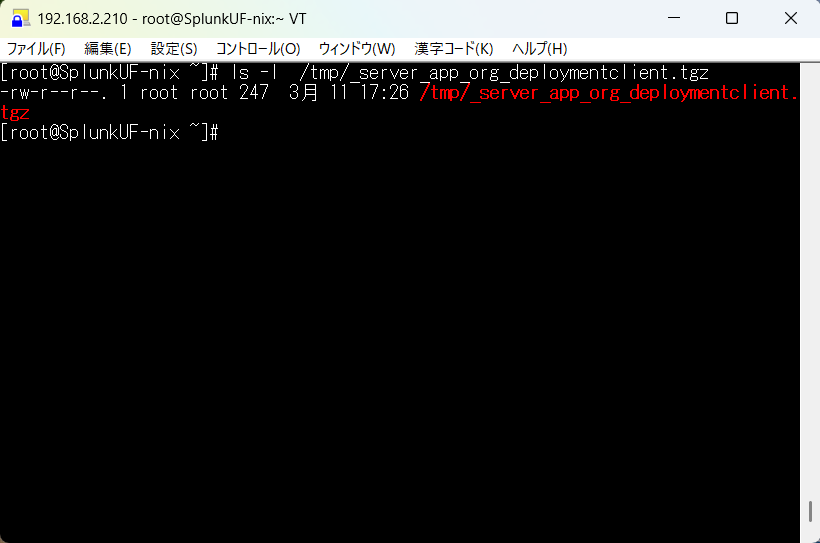 192.168.2.210 - root@SplunkUF-nix:~ VT
ファイル(F) 編集(E) 設定(S) コントロール(O) ウィンドウ(W) 漢字コード(K) ヘルプ(H)
[root@SplunkUF-nix ~]# ls -l  /tmp/_server_app_org_deploymentclient.tgz
-rw-r--r--. 1 root root 247  3月 11 17:26 /tmp/_server_app_org_deploymentclient.
tgz
[root@SplunkUF-nix ~]#